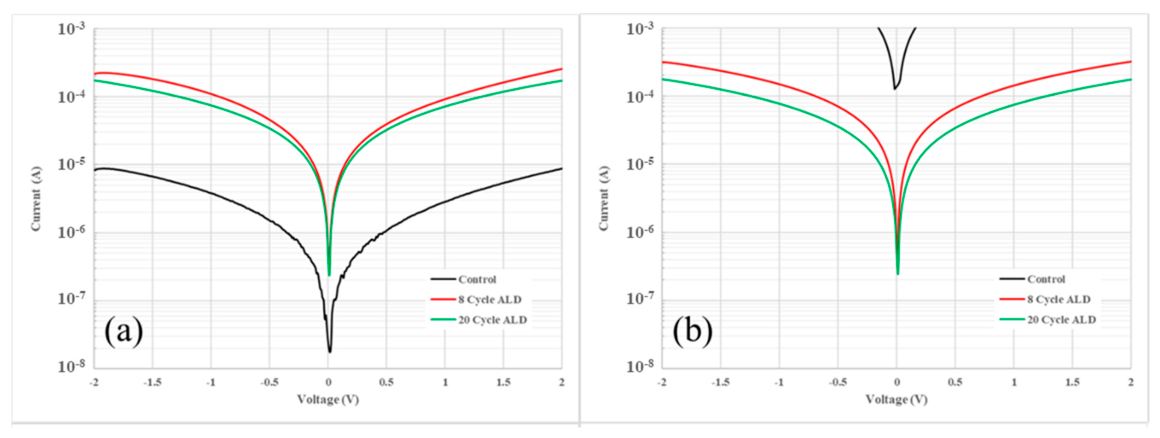 10-3
10-4
10-5
10-6
10-7
10-8
Current (A)
-2 -1.5 -1 -0.5 0 0.5 1 1.5 2
Voltage (V)
Control
8 Cycle ALD
20 Cycle ALD
(a)
10-3
10-4
10-5
10-6
10-7
10-8
Current (A)
-2 -1.5 -1 -0.5 0 0.5 1 1.5 2
Voltage (V)
Control
8 Cycle ALD
20 Cycle ALD
(b)